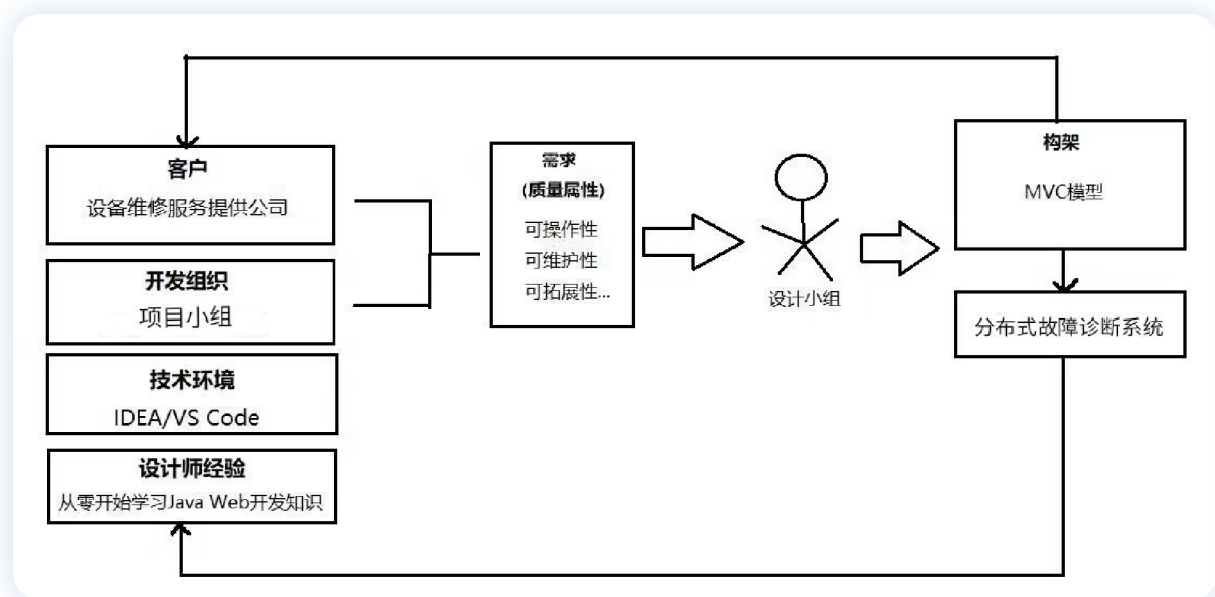 客户
设备维修服务提供公司
开发组织
项目小组
技术环境
IDEA/VS Code
设计师经验
从零开始学习Java Web开发知识
需求
(质量属性)
可操作性
可维护性
可拓展性...
设计小组
构架
MVC模型
分布式故障诊断系统